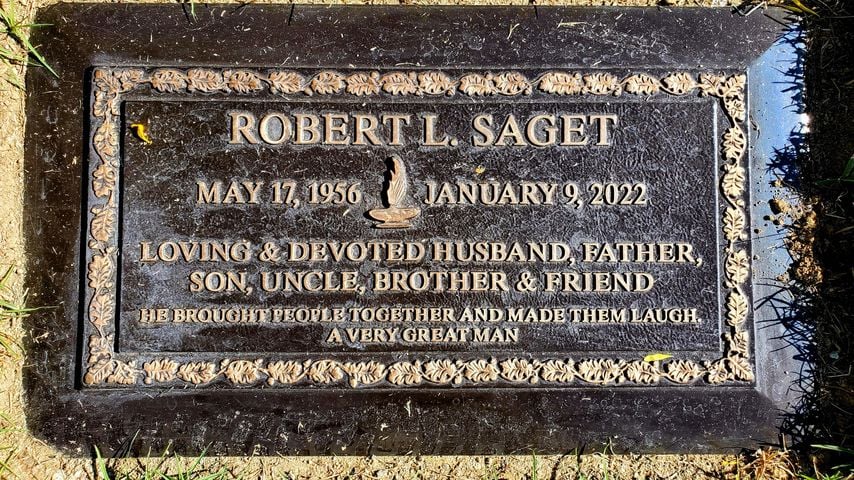 ROBERT L. SAGET
MAY 17, 1956 JANUARY 9, 2022
LOVING & DEVOTED HUSBAND, FATHER,
SON, UNCLE, BROTHER & FRIEND
HE BROUGHT PEOPLE TOGETHER AND MADE THEM LAUGH.
A VERY GREAT MAN